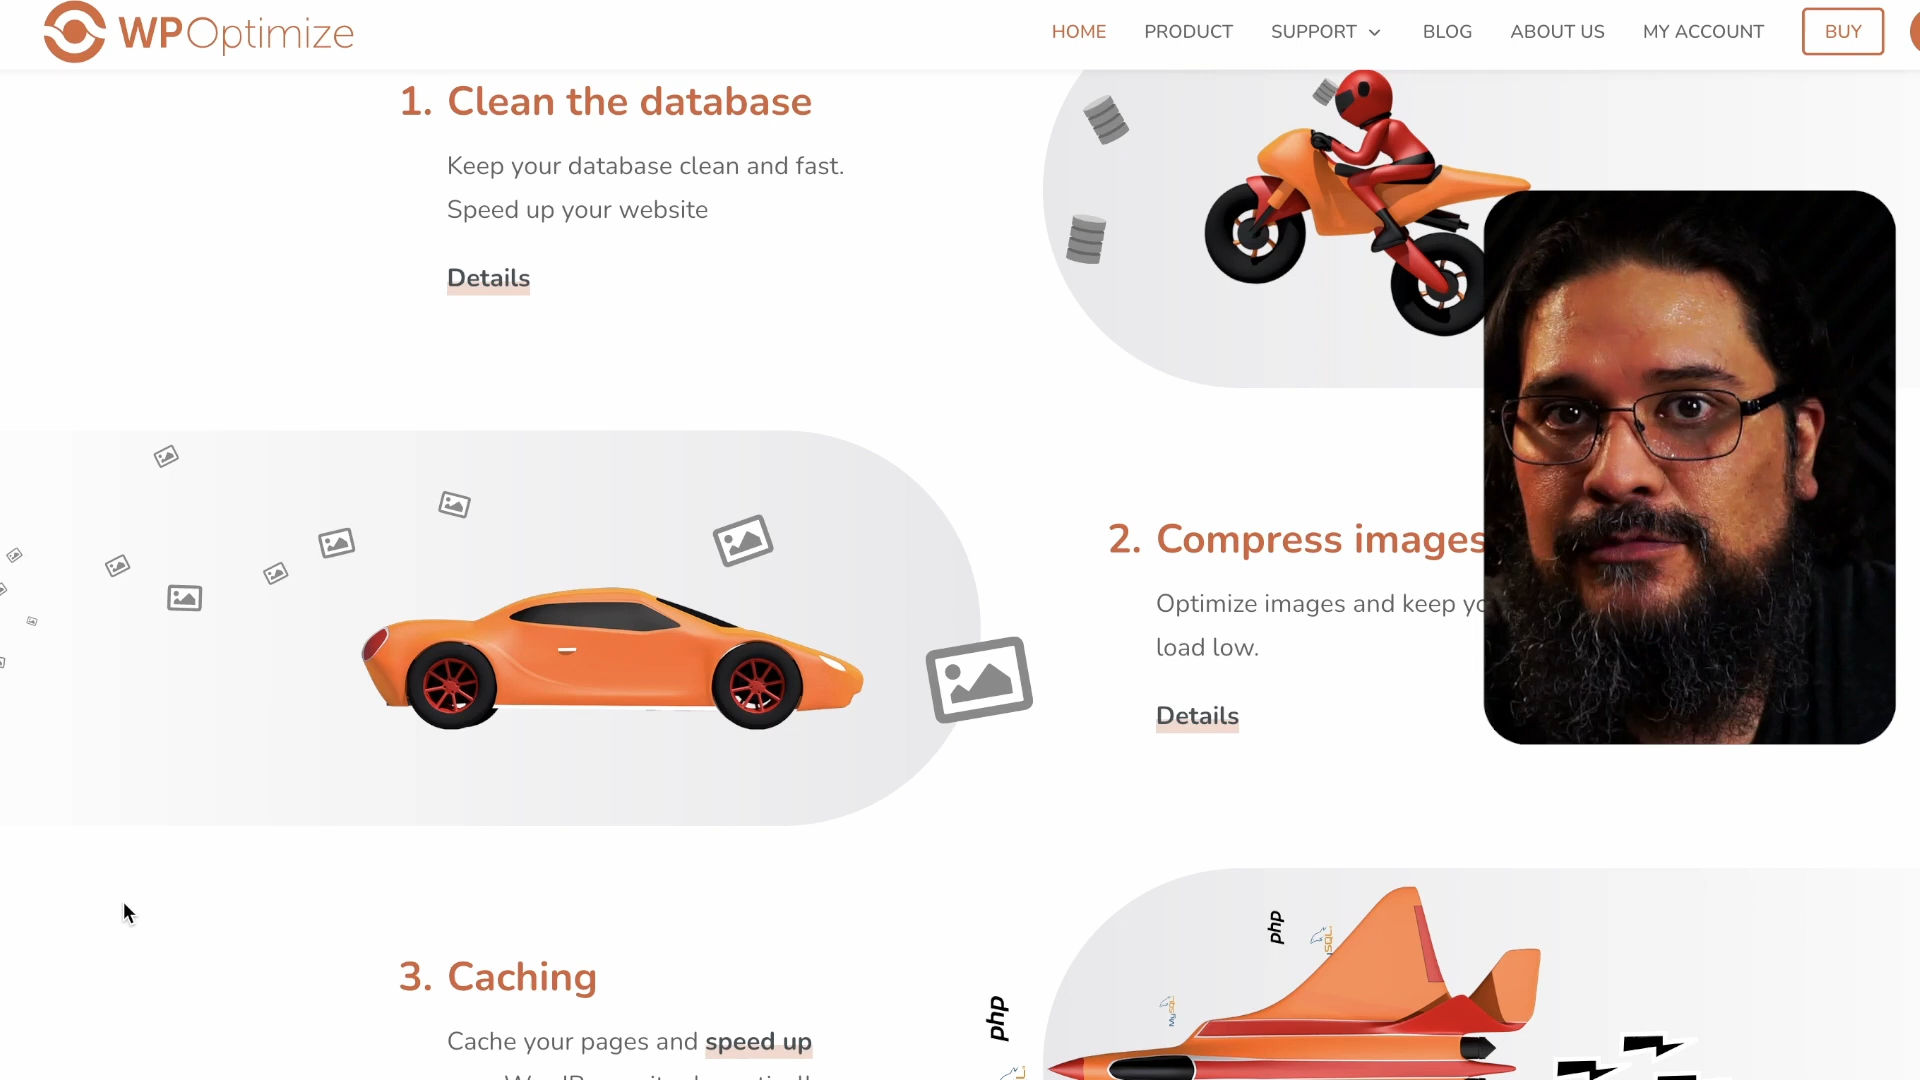 WPOptimize
HOME PRODUCT SUPPORT BLOG ABOUT US MY ACCOUNT BUY
1. Clean the database
Keep your database clean and fast.
Speed up your website
Details
2. Compress images
Optimize images and keep
load low.
Details
3. Caching
Cache your pages and speed up
php
php
MySQL